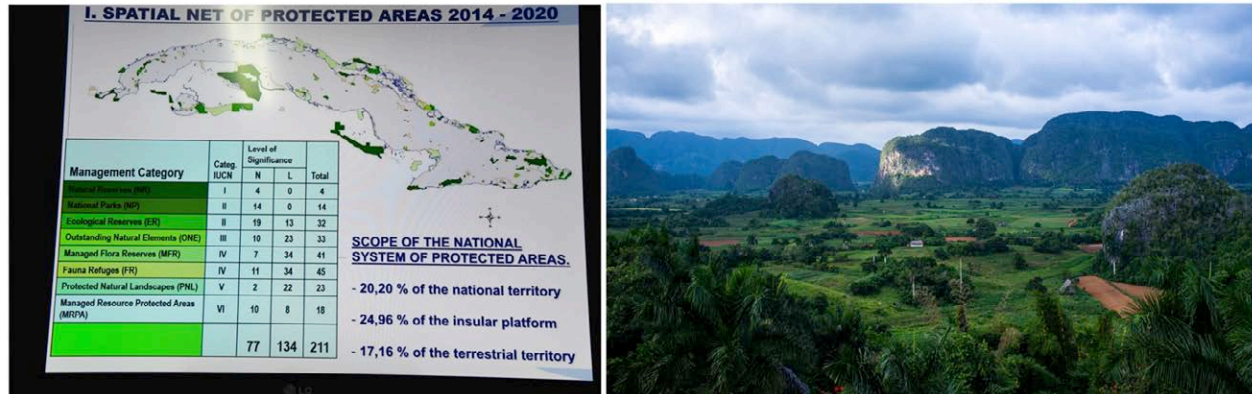 I. SPATIAL NET OF PROTECTED AREAS 2014 - 2020
Management Category
Categ.
IUCN
Level of
Significance
N L
Total
Natural Reserves (NR) I 4 0 4
National Parks (NP) II 14 0 14
Ecological Reserves (ER) II 19 13 32
Outstanding Natural Elements (ONE) III 10 23 33
Managed Flora Reserves (MFR) IV 7 34 41
Fauna Refuges (FR) IV 11 34 45
Protected Natural Landscapes (PNL) V 2 22 23
Managed Resource Protected Areas
(MRPA) VI 10 8 18
77 134 211
SCOPE OF THE NATIONAL
SYSTEM OF PROTECTED AREAS.
- 20,20 % of the national territory
- 24,96 % of the insular platform
- 17,16 % of the terrestrial territory
LG